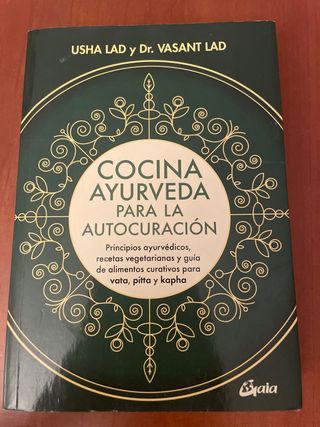 USHA LAD y Dr. VASANT LAD
COCINA
AYURVEDA
PARA LA
AUTOCURACIÓN
Principios ayurvédicos,
recetas vegetarianas y guía
de alimentos curativos para
vata, pitta y kapha
Gaia